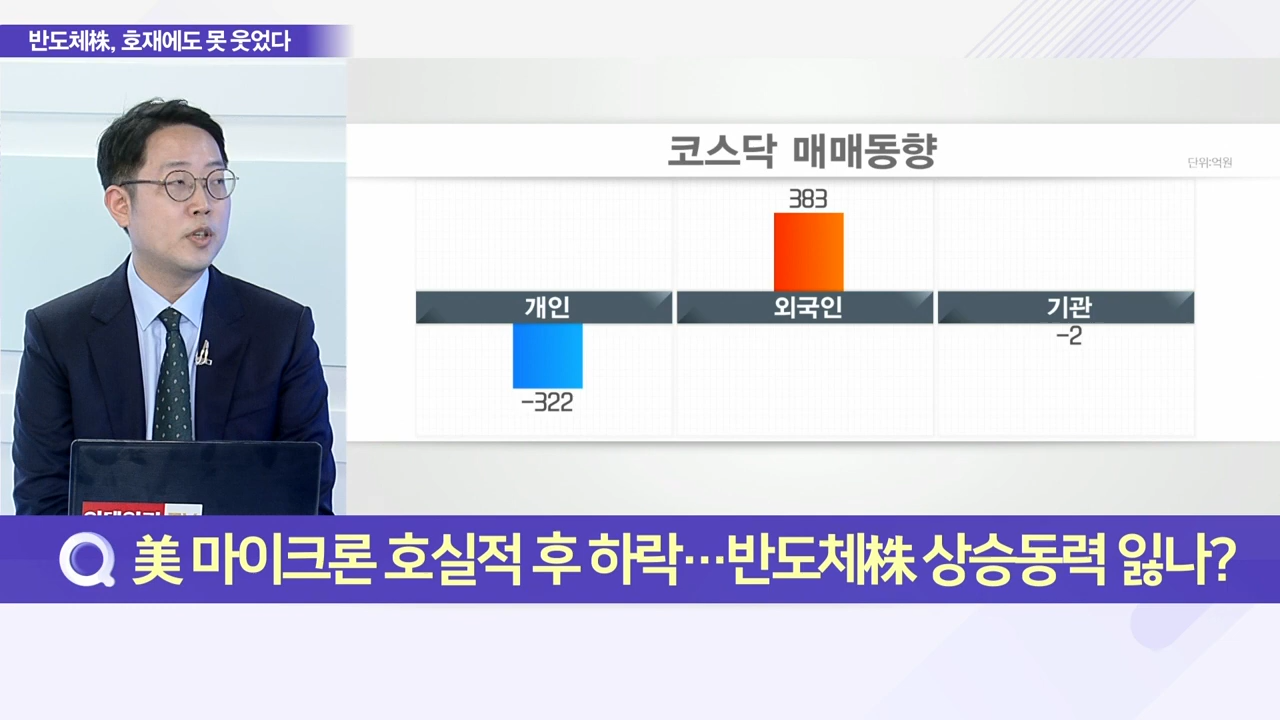 반도체株, 호재에도 못 웃었다
코스닥 매매동향
단위:억원
383
개인
외국인
기관
-2
-322
美 마이크론 호실적 후 하락…반도체株 상승동력 잃나?